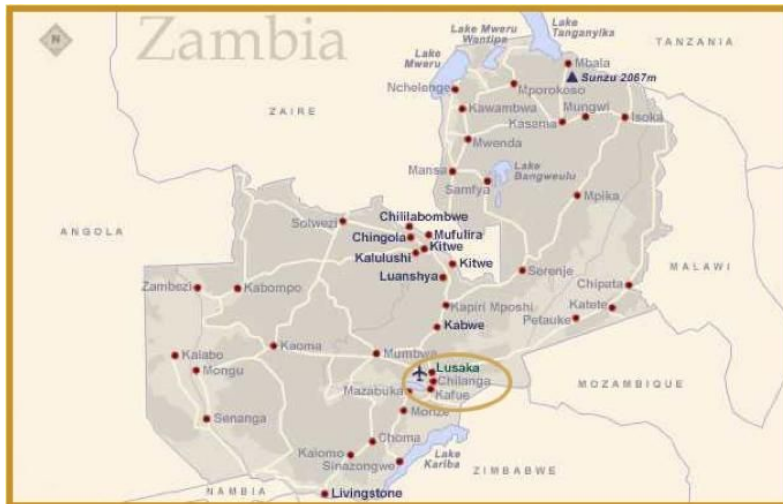 Zambia
N
Lake
Tanganyika
Lake Mweru
Wantipa
Lake
Mweru
TANZANIA
Mbala
Sunzu 2067m
Nchelenge
Mporokoso
Kawambwa
Mungwi
Kasama
Isoka
ZAIRE
Mwenda
Mansa
Lake
Bangweulu
Samfya
Mpika
Solwezi
Chililabombwe
Chingola
Mufulira
Kitwe
Kalulushi
Kitwe
ANGOLA
MALAWI
Luanshya
Serenje
Chipata
Zambezi
Kabompo
Kapiri Mposhi
Katete
Petauke
Kabwe
Kaoma
Mumbwa
Kalabo
Mongu
Lusaka
Chilanga
Kafue
Mazabuka
MOZAMBIQUE
Monze
Senanga
Choma
Kalomo
Sinazongwe
Lake
Kariba
ZIMBABWE
NAMBIA
Livingstone